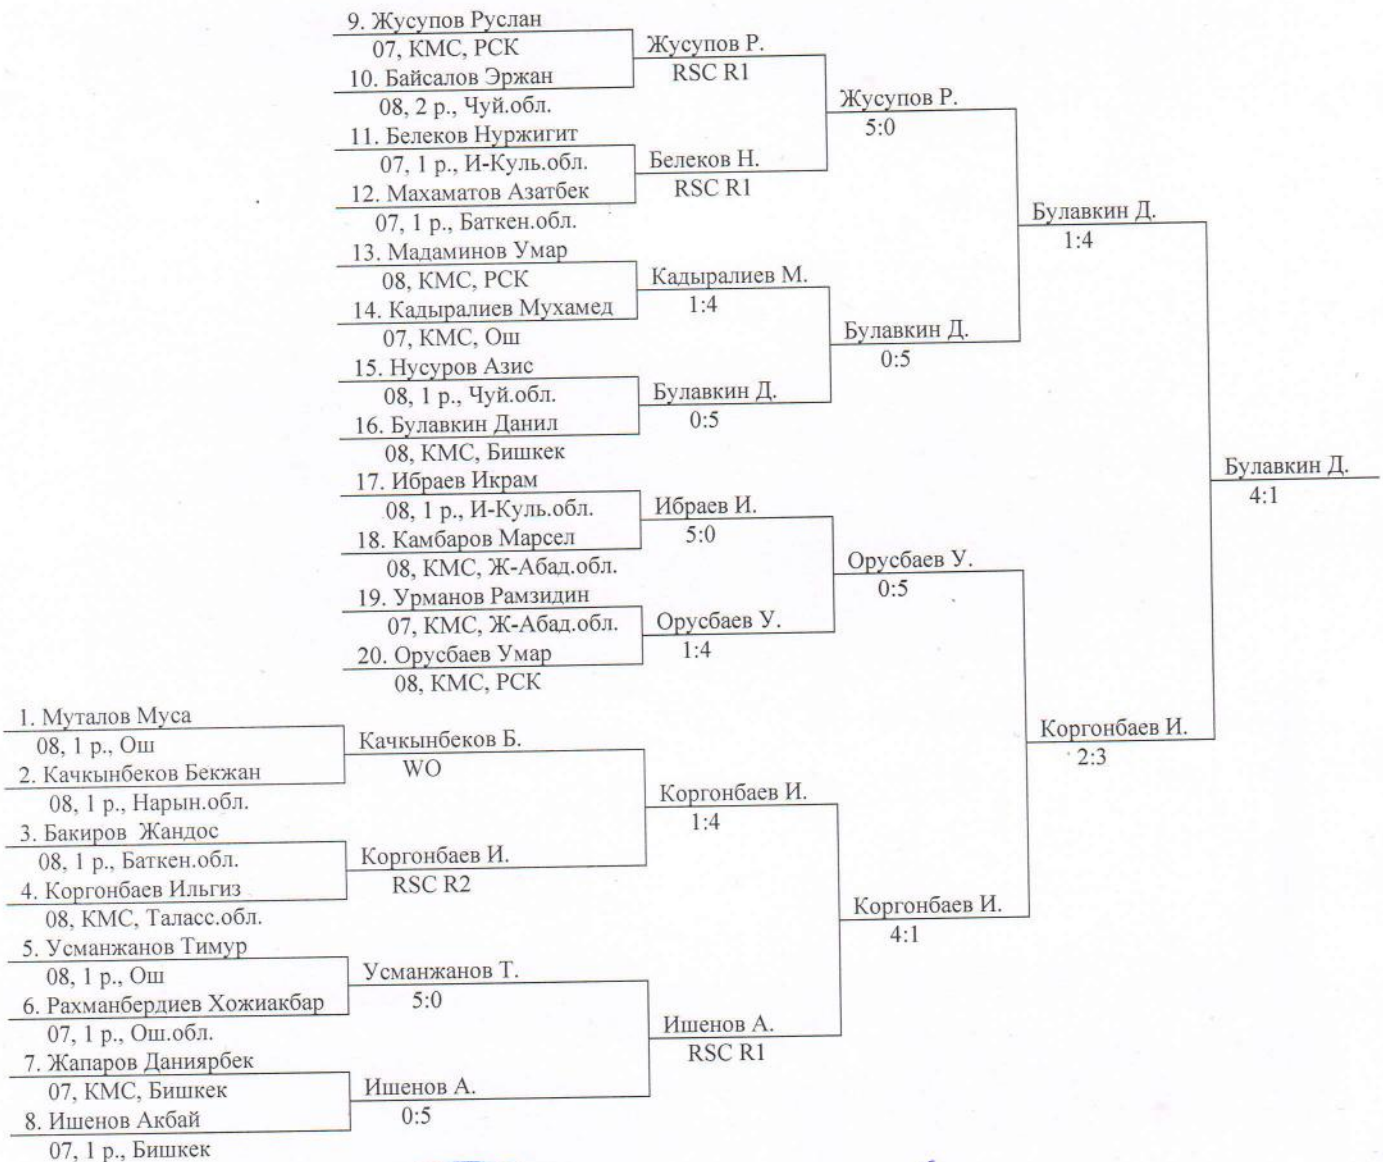 9. Жусупов Руслан
07, КМС, РСК
10. Байсалов Эржан
08, 2 р., Чуй.обл.
11. Белеков Нуржигит
07, 1 р., И-Куль.обл.
12. Махаматов Азатбек
07, 1 р., Баткен.обл.
13. Мадаминов Умар
08, КМС, РСК
14. Кадыралиев Мухамед
07, КМС, Ош
15. Нусуров Азис
08, 1 р., Чуй.обл.
16. Булавкин Данил
08, КМС, Бишкек
17. Ибраев Икрам
08, 1 р., И-Куль.обл.
18. Камбаров Марсел
08, КМС, Ж-Абад.обл.
19. Урманов Рамзидин
07, КМС, Ж-Абад.обл.
20. Орусбаев Умар
08, КМС, РСК
Жусупов Р.
RSC R1
Белеков Н.
RSC R1
Кадыралиев М.
1:4
Булавкин Д.
0:5
Ибраев И.
5:0
Орусбаев У.
1:4
Жусупов Р.
5:0
Булавкин Д.
0:5
Орусбаев У.
0:5
Булавкин Д.
1:4
Коргонбаев И.
2:3
Булавкин Д.
4:1
1. Муталов Муса
08, 1 р., Ош
2. Качкынбеков Бекжан
08, 1 р., Нарын.обл.
3. Бакиров Жандос
08, 1 р., Баткен.обл.
4. Коргонбаев Ильгиз
08, КМС, Таласс.обл.
5. Усманжанов Тимур
08, 1 р., Ош
6. Рахманбердиев Хожиакбар
07, 1 р., Ош.обл.
7. Жапаров Даниярбек
07, КМС, Бишкек
8. Ишенов Акбай
07, 1 р., Бишкек
Качкынбеков Б.
WO
Коргонбаев И.
RSC R2
Усманжанов Т.
5:0
Ишенов А.
0:5
Коргонбаев И.
1:4
Ишенов А.
RSC R1
Коргонбаев И.
4:1